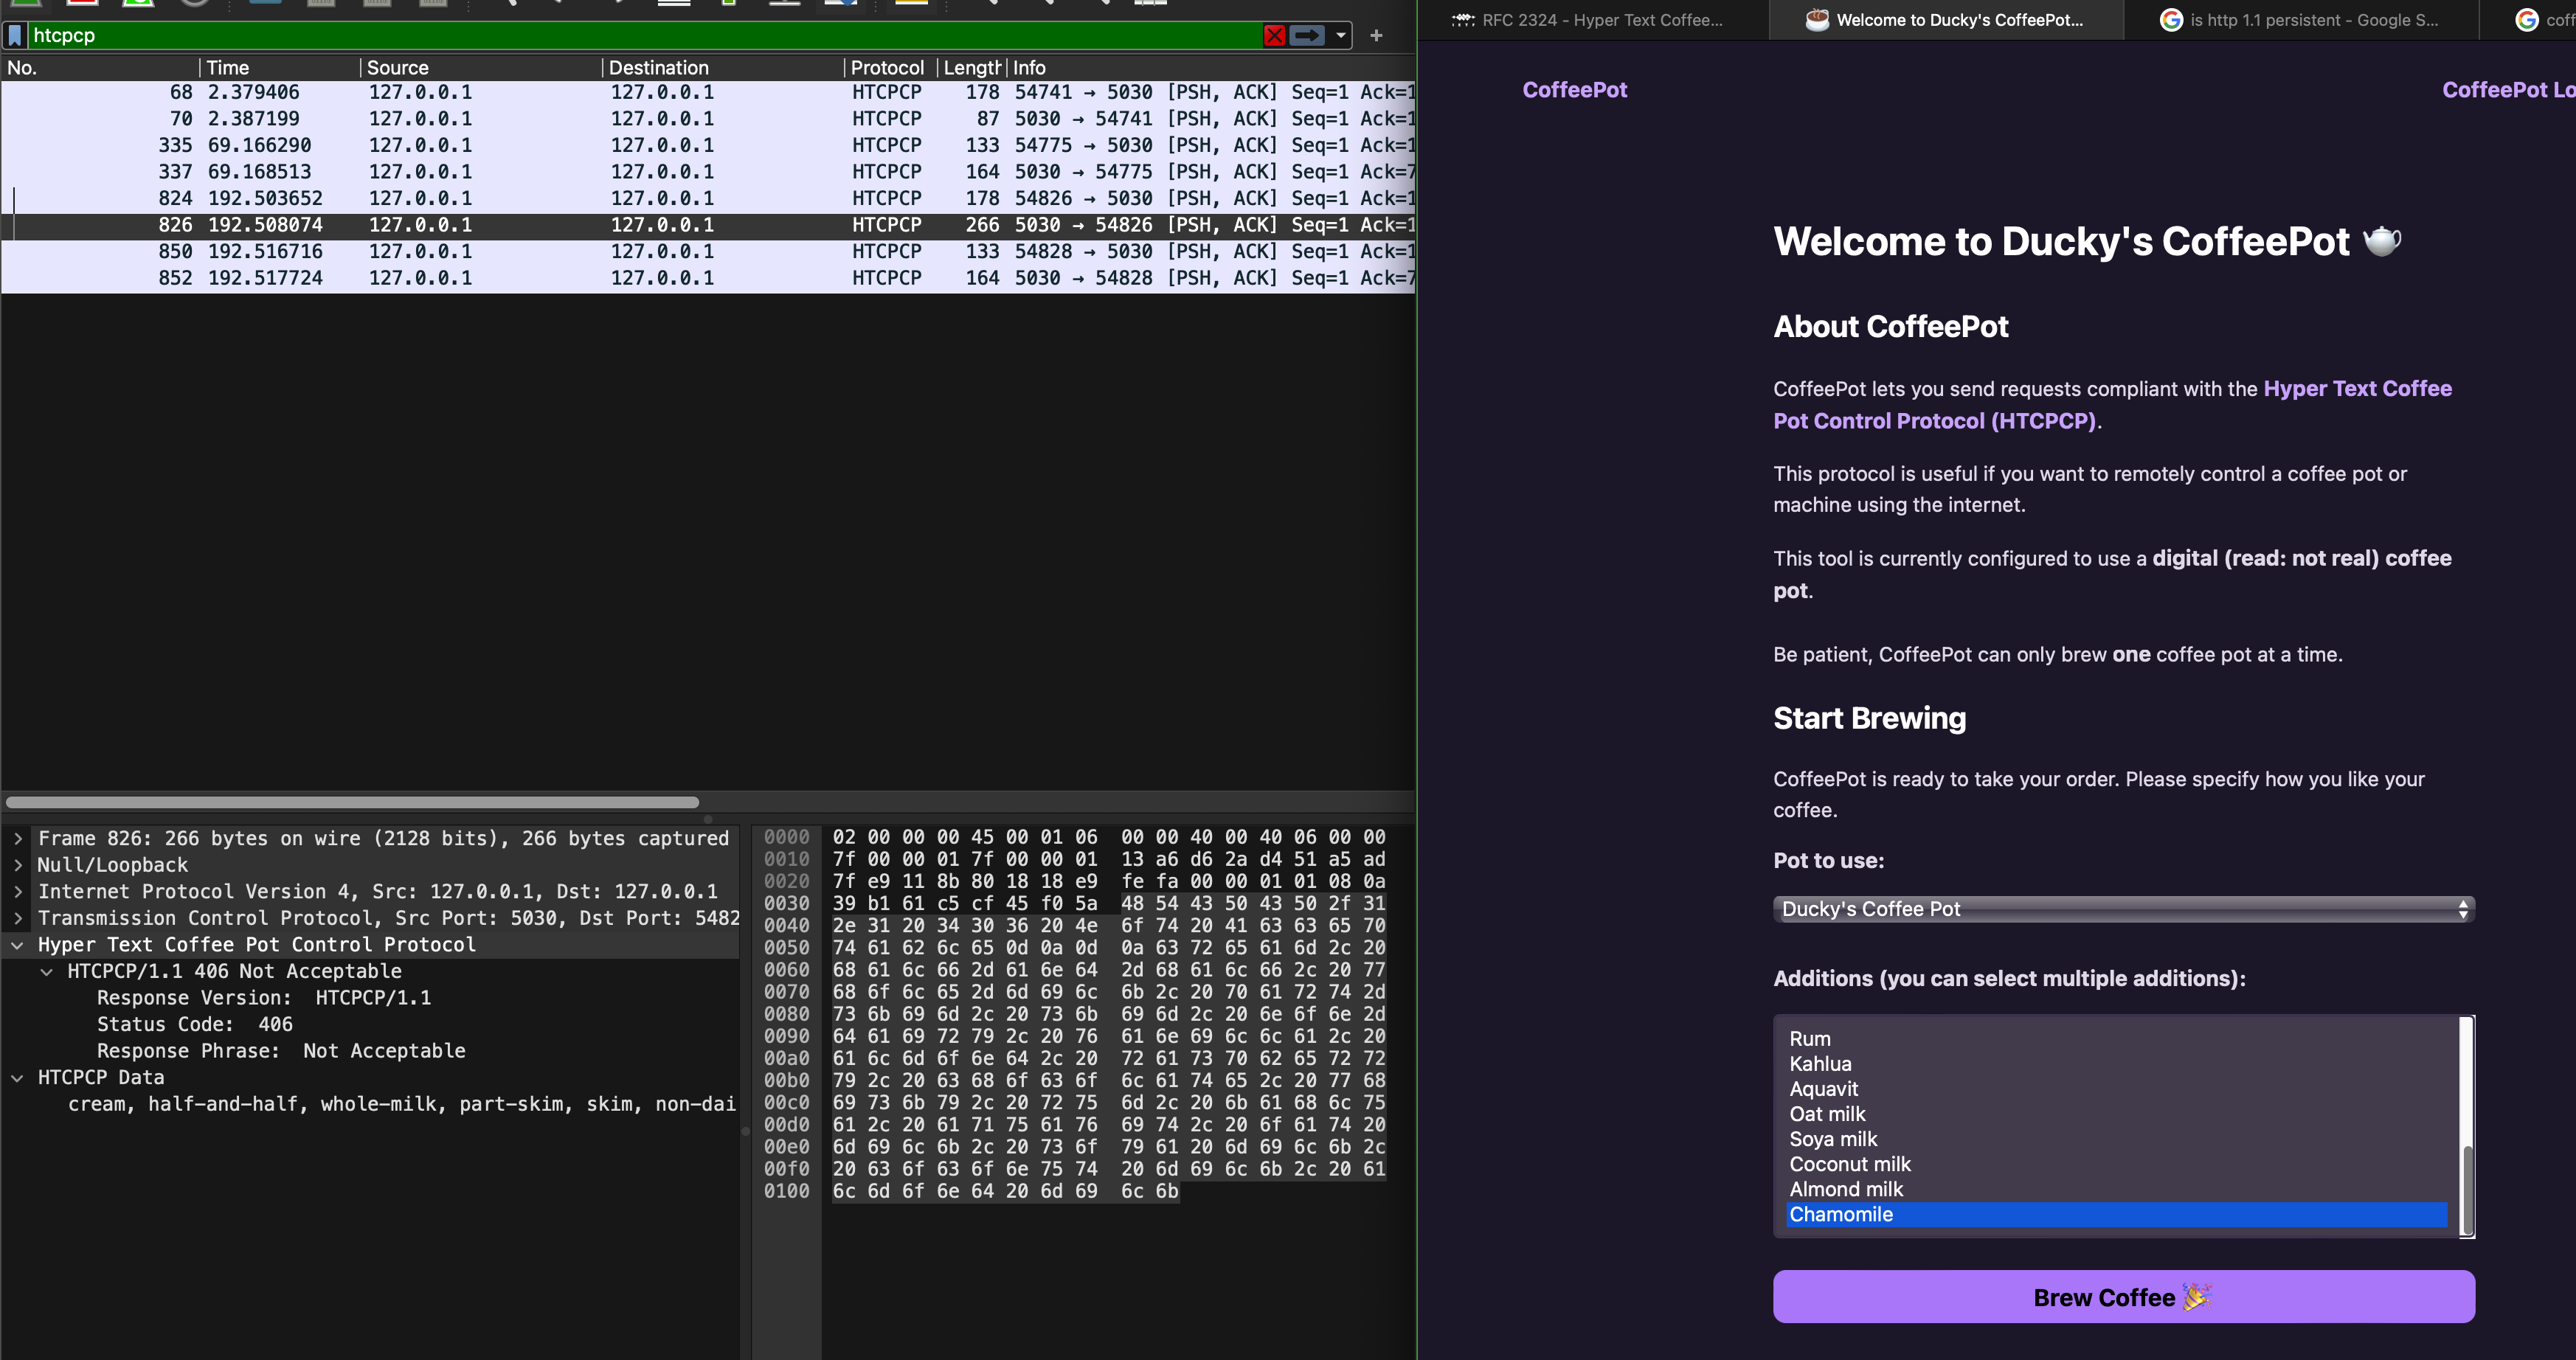 htcpcp
No. Time Source Destination Protocol Length Info
68 2.379406 127.0.0.1 127.0.0.1 HTCPCP 178 54741 → 5030 [PSH, ACK] Seq=1 Ack=1
70 2.387199 127.0.0.1 127.0.0.1 HTCPCP 87 5030 → 54741 [PSH, ACK] Seq=1 Ack=1
335 69.166290 127.0.0.1 127.0.0.1 HTCPCP 133 54775 → 5030 [PSH, ACK] Seq=1 Ack=1
337 69.168513 127.0.0.1 127.0.0.1 HTCPCP 164 5030 → 54775 [PSH, ACK] Seq=1 Ack=7
824 192.503652 127.0.0.1 127.0.0.1 HTCPCP 178 54826 → 5030 [PSH, ACK] Seq=1 Ack=1
826 192.508074 127.0.0.1 127.0.0.1 HTCPCP 266 5030 → 54826 [PSH, ACK] Seq=1 Ack=1
850 192.516716 127.0.0.1 127.0.0.1 HTCPCP 133 54828 → 5030 [PSH, ACK] Seq=1 Ack=1
852 192.517724 127.0.0.1 127.0.0.1 HTCPCP 164 5030 → 54828 [PSH, ACK] Seq=1 Ack=7
Frame 826: 266 bytes on wire (2128 bits), 266 bytes captured
Null/Loopback
Internet Protocol Version 4, Src: 127.0.0.1, Dst: 127.0.0.1
Transmission Control Protocol, Src Port: 5030, Dst Port: 5482
Hyper Text Coffee Pot Control Protocol
HTCPCP/1.1 406 Not Acceptable
Response Version: HTCPCP/1.1
Status Code: 406
Response Phrase: Not Acceptable
HTCPCP Data
cream, half-and-half, whole-milk, part-skim, skim, non-dai
0000 02 00 00 00 45 00 01 06 00 00 40 00 40 06 00 00
0010 7f 00 00 01 7f 00 00 01 13 a6 d6 2a d4 51 a5 ad
0020 7f e9 11 8b 80 18 18 e9 fe fa 00 00 01 01 08 0a
0030 39 b1 61 c5 cf 45 f0 5a 48 54 43 50 43 50 2f 31
0040 2e 31 20 34 30 36 20 4e 6f 74 20 41 63 63 65 70
0050 74 61 62 6c 65 0d 0a 0d 0a 63 72 65 61 6d 2c 20
0060 68 61 6c 66 2d 61 6e 64 2d 68 61 6c 66 2c 20 77
0070 68 6f 6c 65 2d 6d 69 6c 6b 2c 20 70 61 72 74 2d
0080 73 6b 69 6d 2c 20 73 6b 69 6d 2c 20 6e 6f 6e 2d
0090 64 61 69 72 79 2c 20 76 61 6e 69 6c 6c 61 2c 20
00a0 61 6c 6d 6f 6e 64 2c 20 72 61 73 70 62 65 72 72
00b0 79 2c 20 63 68 6f 63 6f 6c 61 74 65 2c 20 77 68
00c0 69 73 6b 79 2c 20 72 75 6d 2c 20 6b 61 68 6c 75
00d0 61 2c 20 61 71 75 61 76 69 74 2c 20 6f 61 74 20
00e0 6d 69 6c 6b 2c 20 73 6f 79 61 20 6d 69 6c 6b 2c
00f0 20 63 6f 63 6f 6e 75 74 20 6d 69 6c 6b 2c 20 61
0100 6c 6d 6f 6e 64 20 6d 69 6c 6b
RFC 2324 - Hyper Text Coffee...
Welcome to Ducky's CoffeePot...
is http 1.1 persistent - Google S...
coff
CoffeePot
CoffeePot Lo
Welcome to Ducky's CoffeePot
About CoffeePot
CoffeePot lets you send requests compliant with the Hyper Text Coffee
Pot Control Protocol (HTCPCP).
This protocol is useful if you want to remotely control a coffee pot or
machine using the internet.
This tool is currently configured to use a digital (read: not real) coffee
pot.
Be patient, CoffeePot can only brew one coffee pot at a time.
Start Brewing
CoffeePot is ready to take your order. Please specify how you like your
coffee.
Pot to use:
Ducky's Coffee Pot
Additions (you can select multiple additions):
Rum
Kahlua
Aquavit
Oat milk
Soya milk
Coconut milk
Almond milk
Chamomile
Brew Coffee 🎉